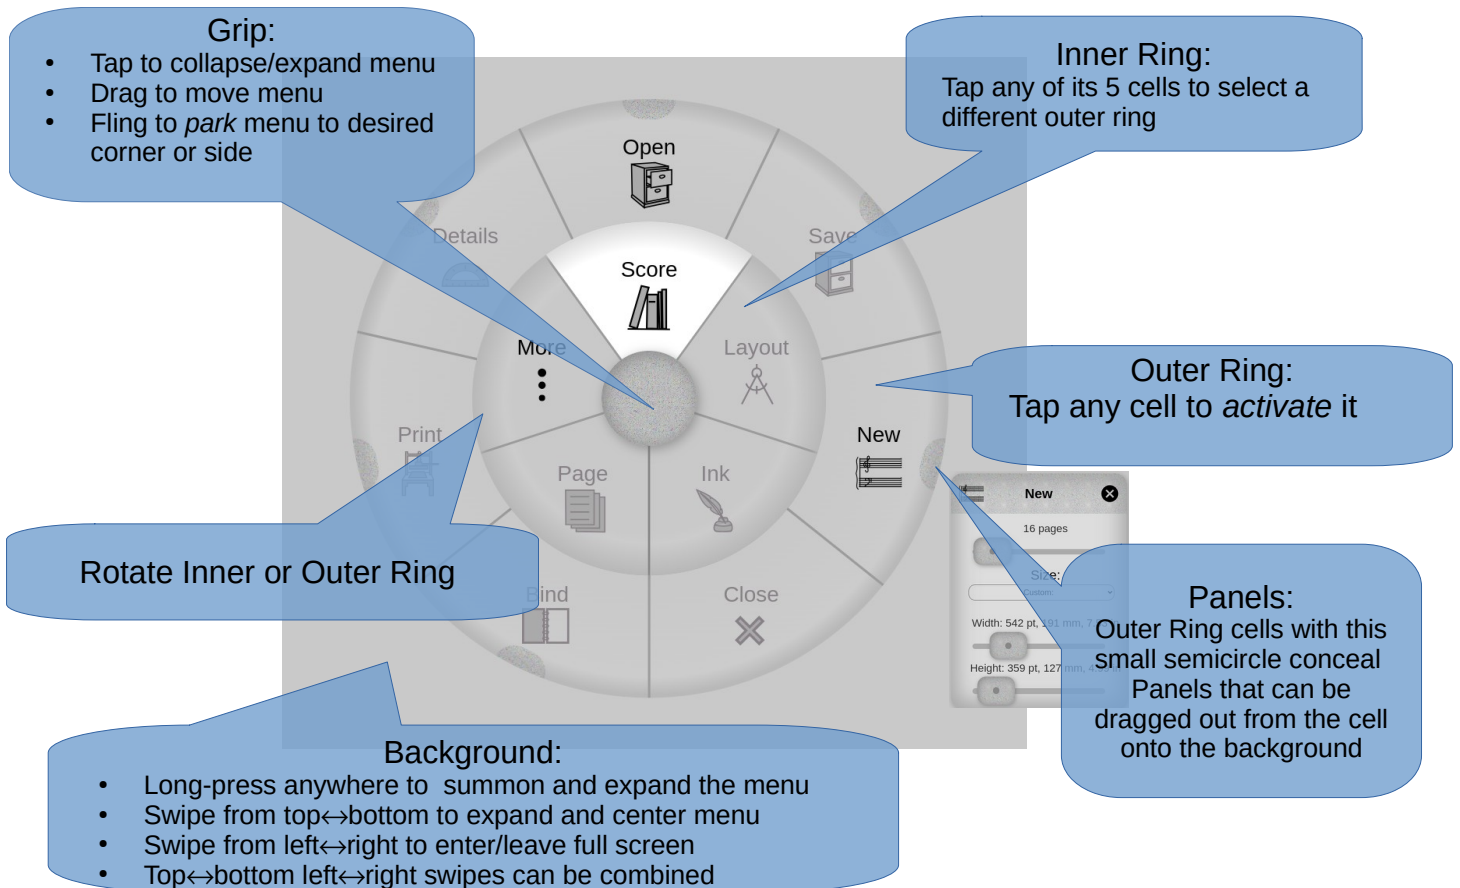 Grip:
• Tap to collapse/expand menu
• Drag to move menu
• Fling to park menu to desired
corner or side
Inner Ring:
Tap any of its 5 cells to select a
different outer ring
Open
Details
Save
Score
More
Layout
Outer Ring:
Tap any cell to activate it
Print
New
Page
Ink
New
16 pages
Size:
Custom:
Width: 542 pt, 191 mm, 7
Height: 359 pt, 127 mm, 4
Rotate Inner or Outer Ring
Bind
Close
Panels:
Outer Ring cells with this
small semicircle conceal
Panels that can be
dragged out from the cell
onto the background
Background:
• Long-press anywhere to summon and expand the menu
• Swipe from top↔bottom to expand and center menu
• Swipe from left↔right to enter/leave full screen
• Top↔bottom left↔right swipes can be combined